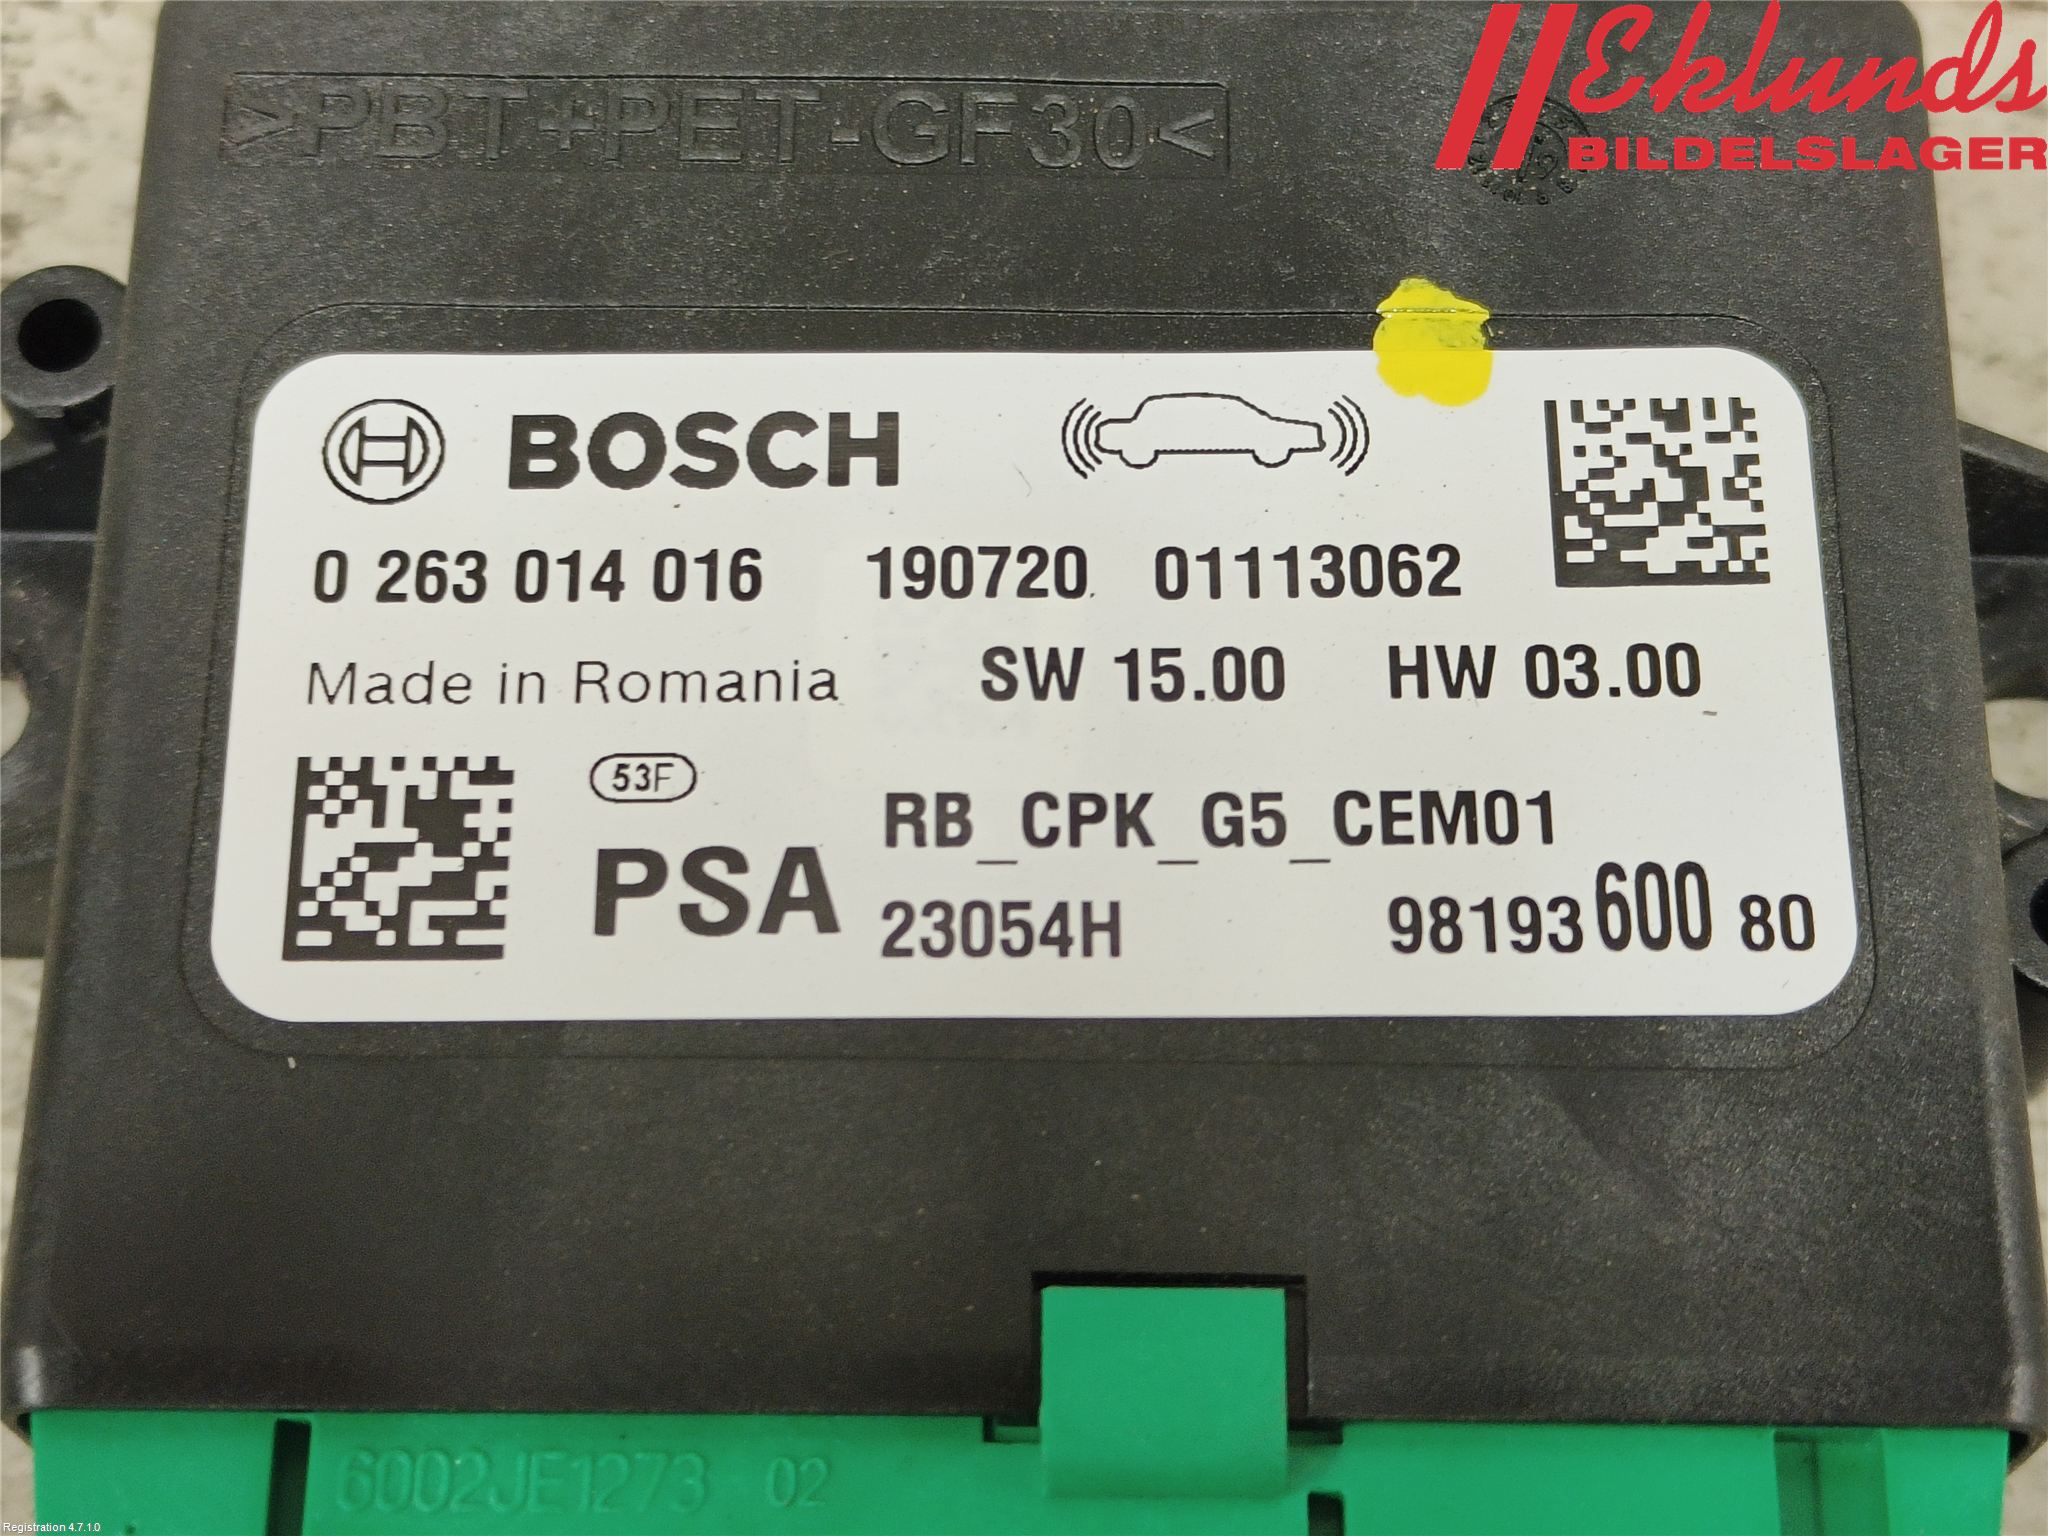 Eklunds
BILDELSLAGER
>PBT+PET-GF30<
BOSCH
0 263 014 016 190720 01113062
Made in Romania SW 15.00 HW 03.00
53F
PSA
RB_CPK_G5_CEM01
23054H 98193 600 80
6002JE1273 02
Registration 4.7.1.0